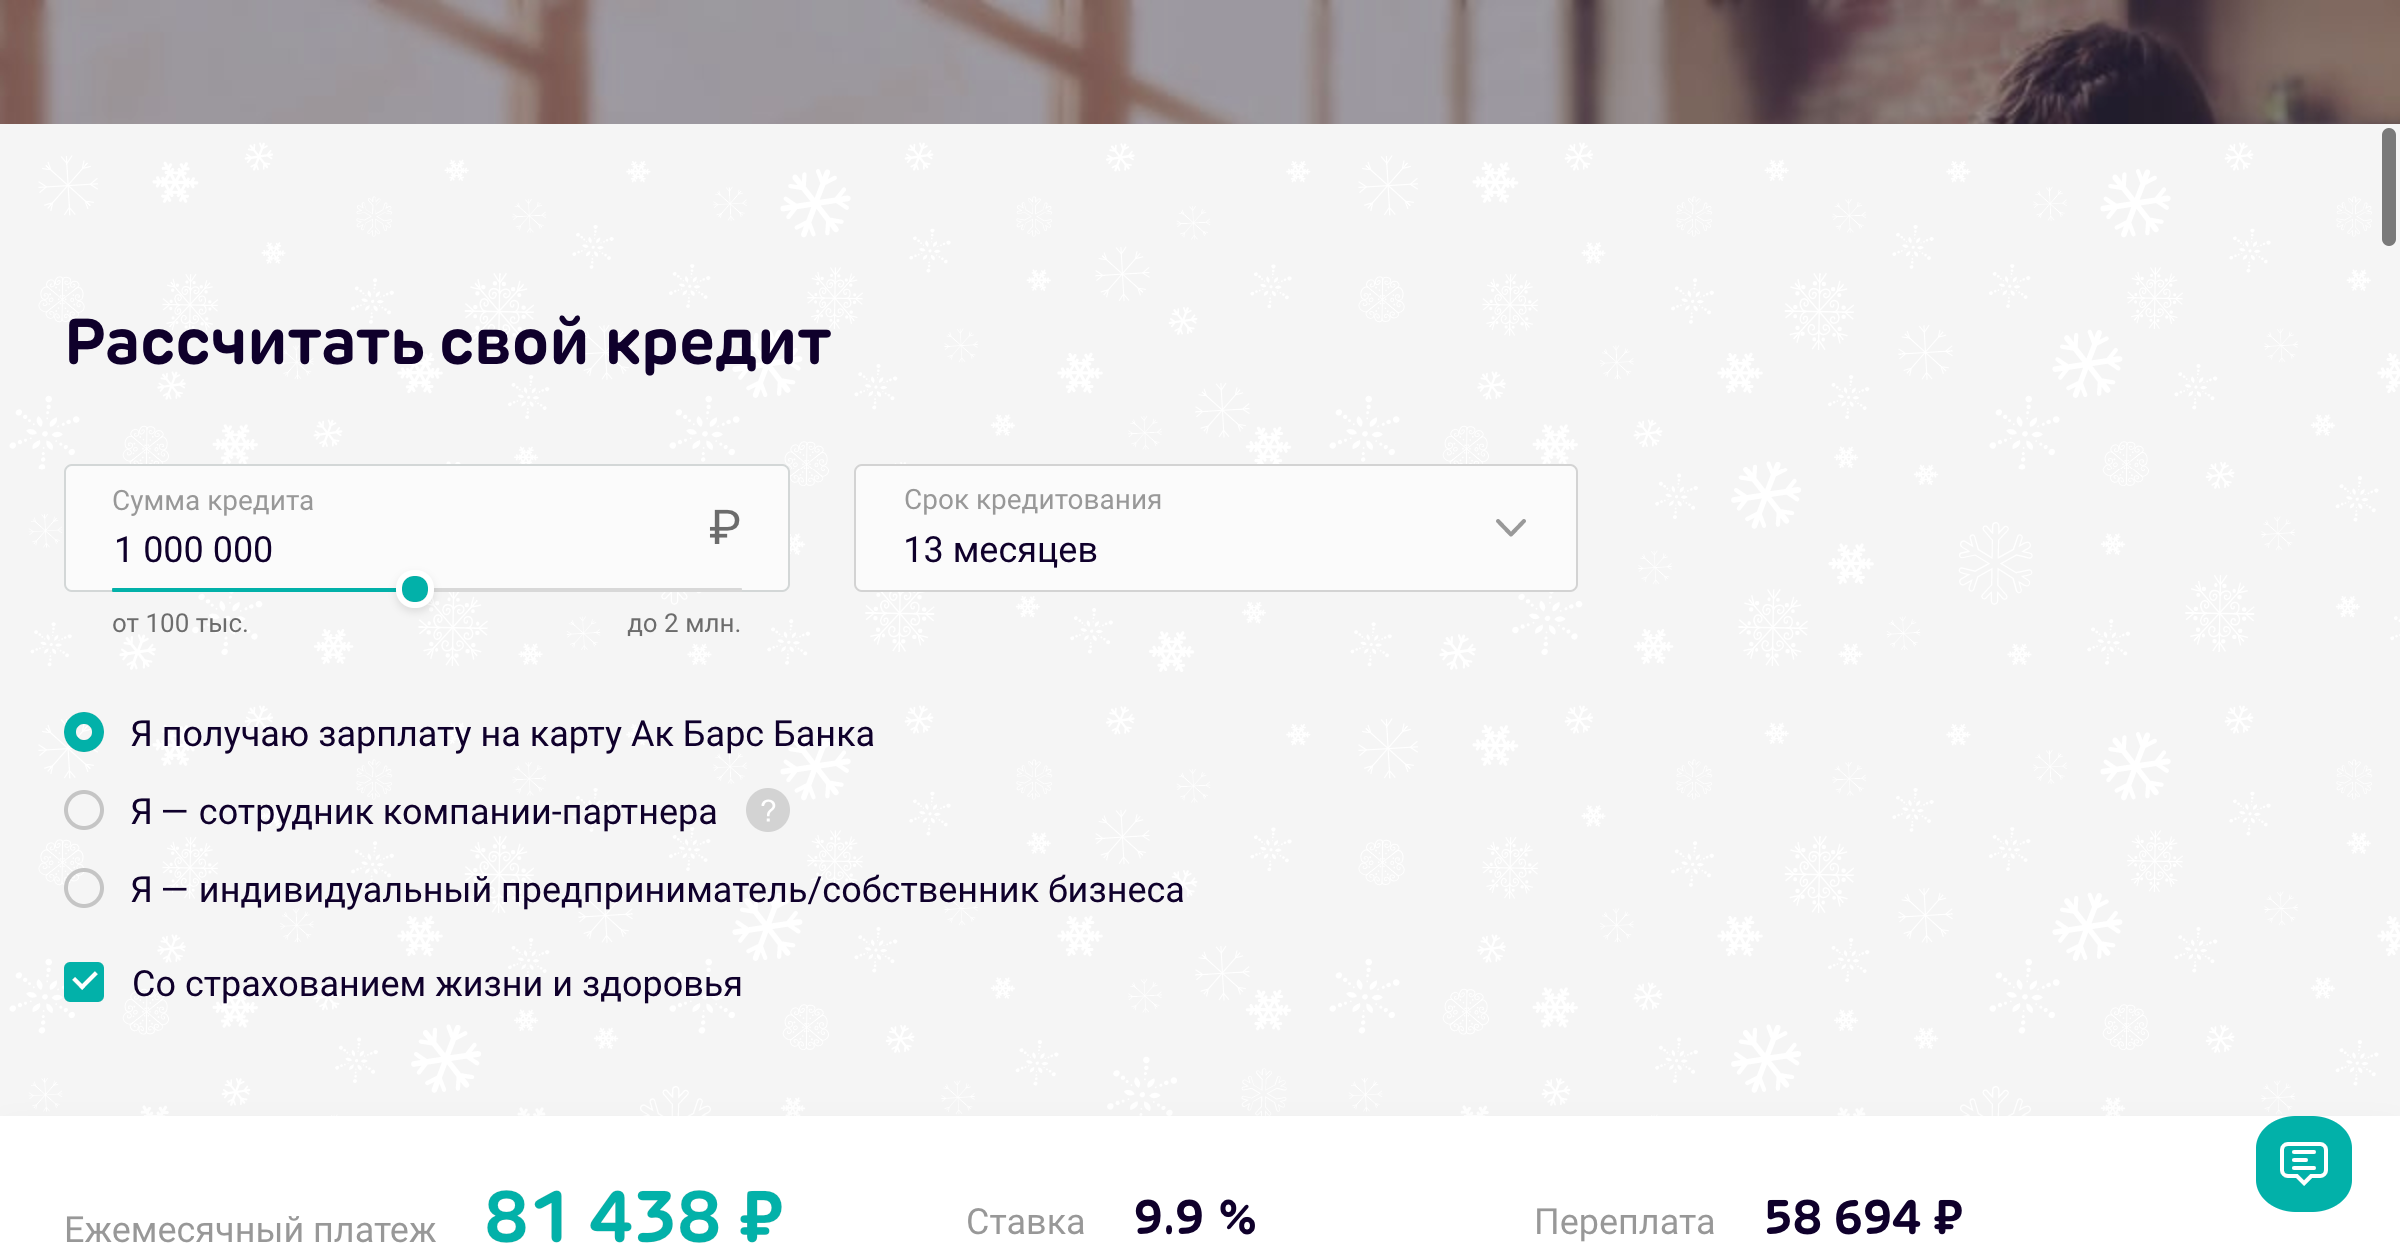 Рассчитать свой кредит
Сумма кредита
1 000 000
₽
Срок кредитования
13 месяцев
от 100 тыс.
до 2 млн.
Я получаю зарплату на карту Ак Барс Банка
Я — сотрудник компании-партнера ?
Я — индивидуальный предприниматель/собственник бизнеса
Со страхованием жизни и здоровья
Ежемесячный платеж 81 438 ₽
Ставка 9.9 %
Переплата 58 694 ₽